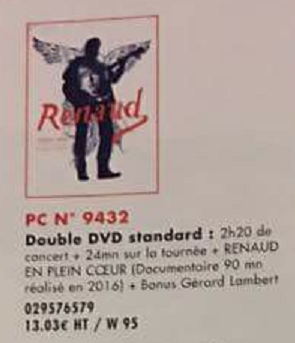 Renaud
PC N° 9432
Double DVD standard : 2h20 de
concert + 24mn sur la tournée + RENAUD
EN PLEIN CŒUR (Documentaire 90 mn
réalisé en 2016) + Bonus Gérard Lambert
029576579
13.03€ HT / W 95